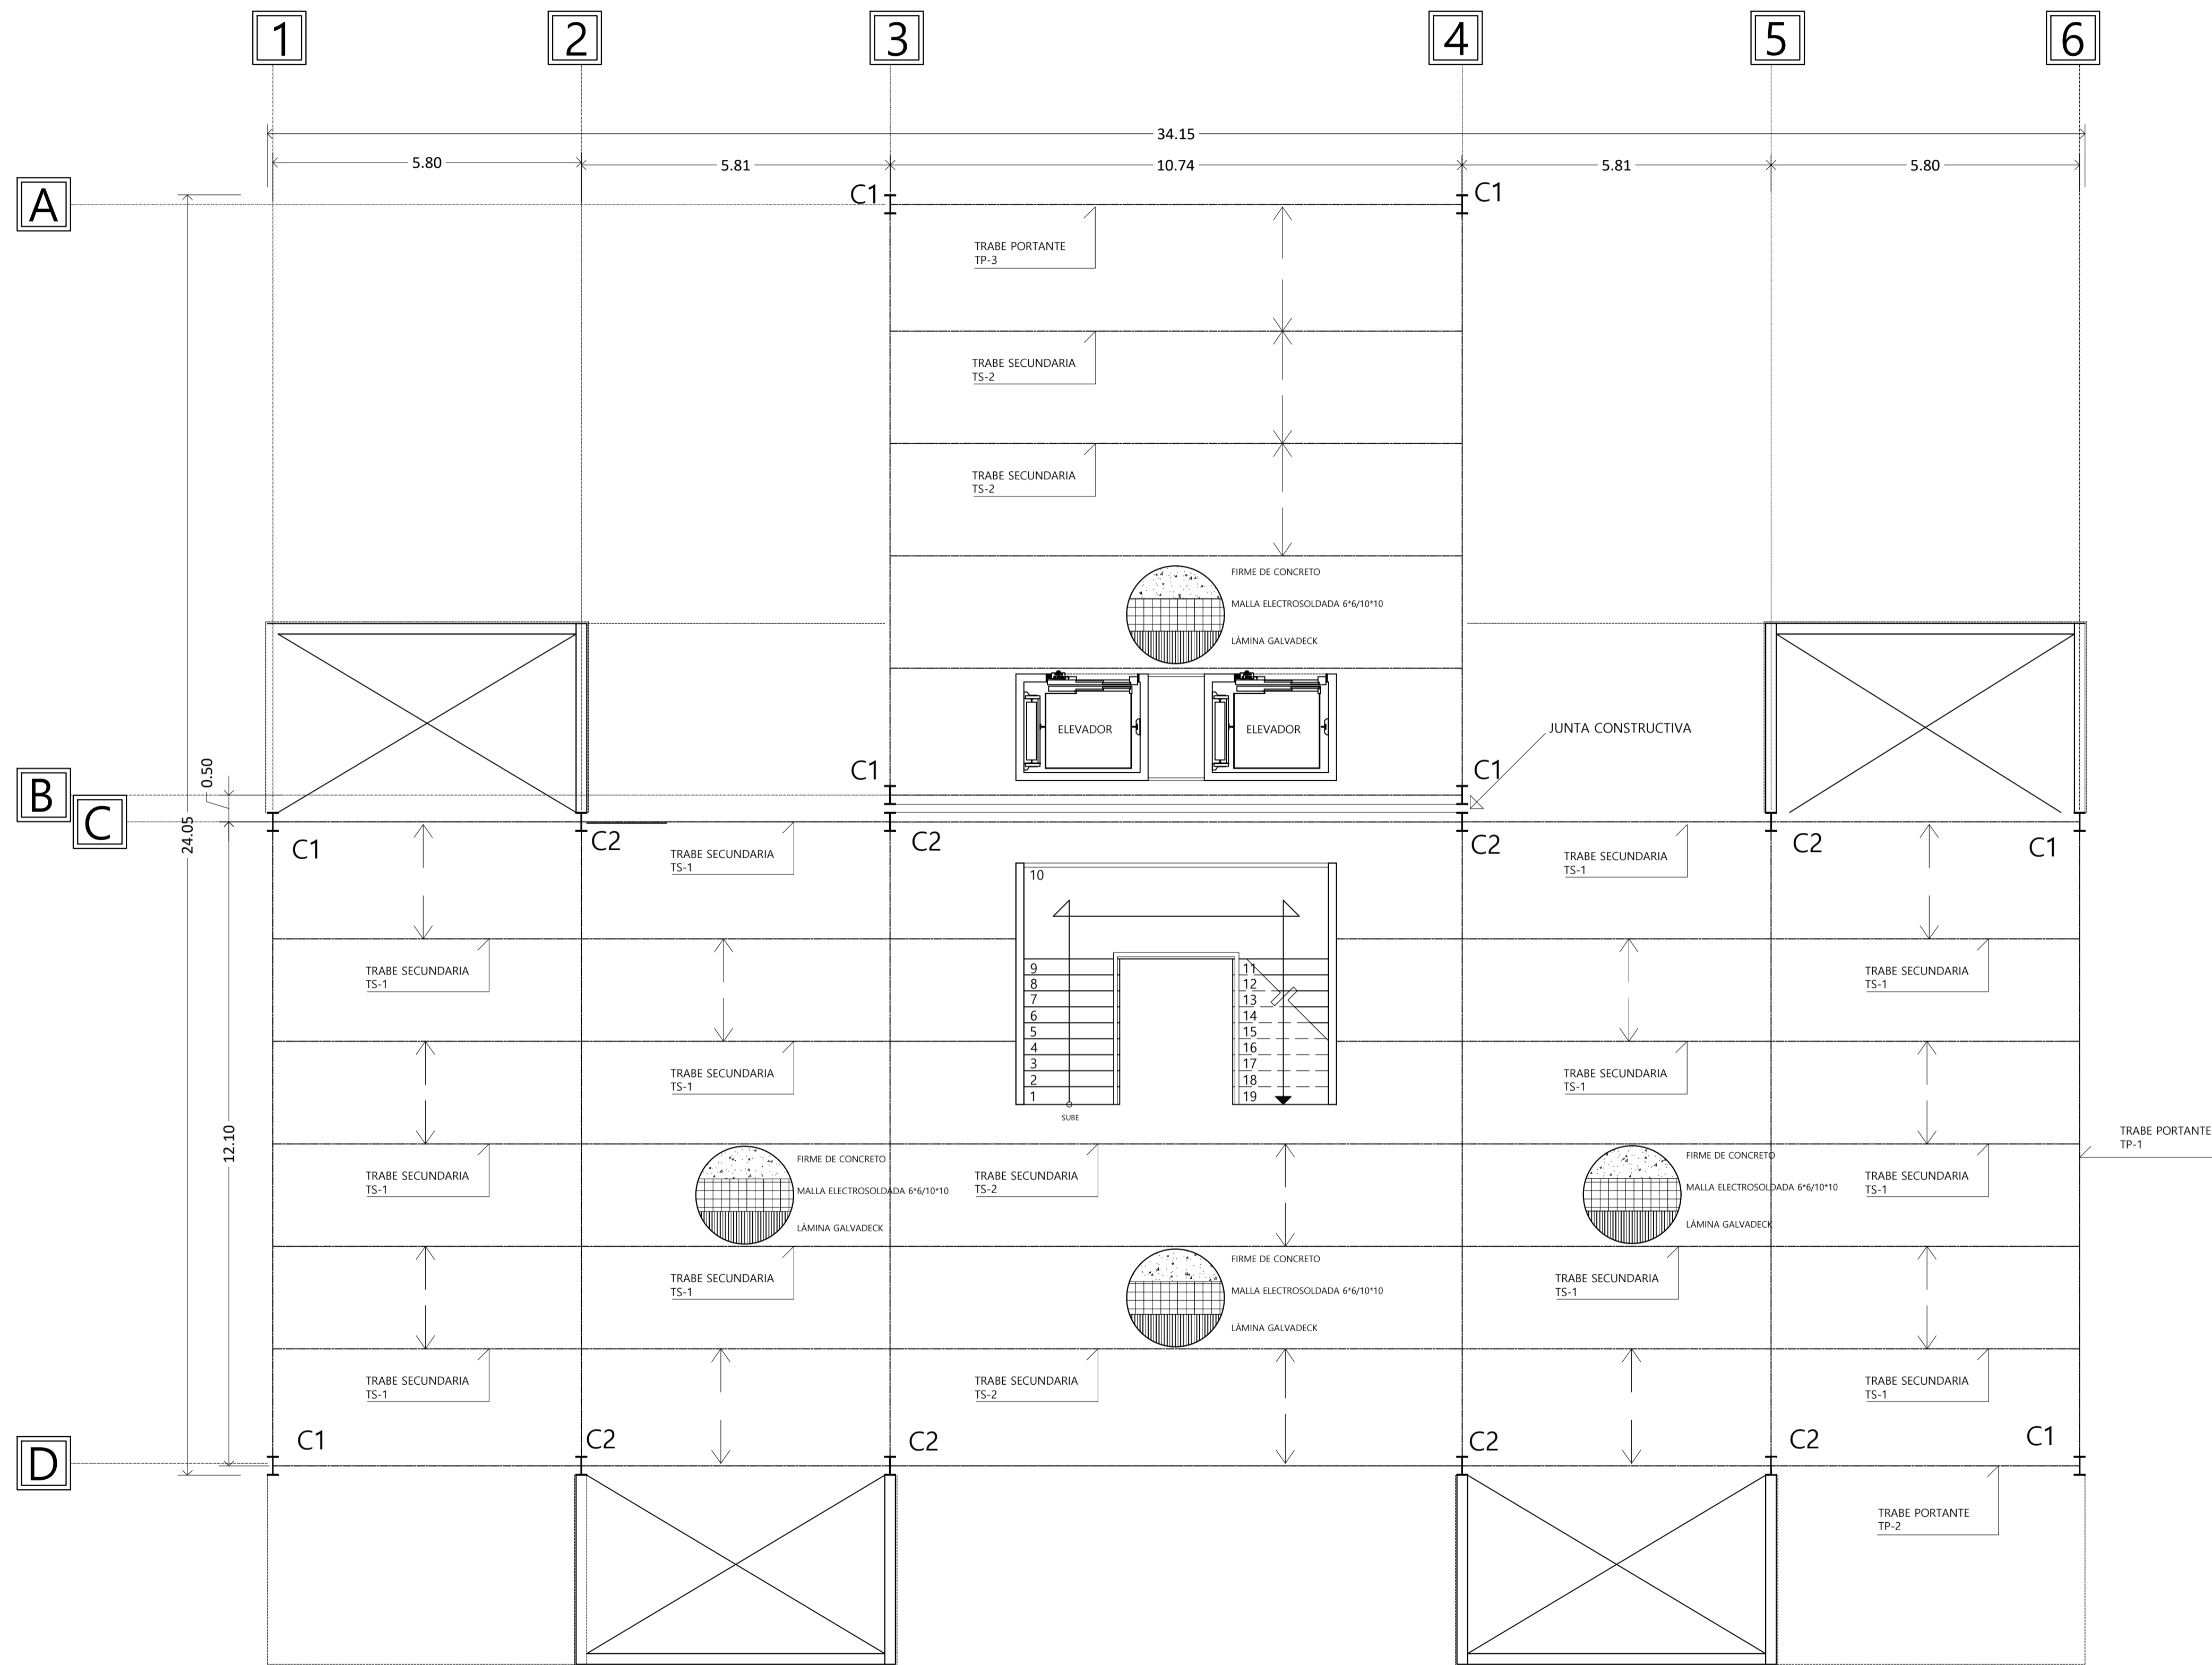 1 2 3 4 5 6
34.15
5.80 5.81 10.74 5.81 5.80
A
C1 C1
TRABE PORTANTE
TP-3
TRABE SECUNDARIA
TS-2
TRABE SECUNDARIA
TS-2
FIRME DE CONCRETO
MALLA ELECTROSOLDADA 6*6/10*10
LÁMINA GALVADECK
ELEVADOR ELEVADOR
JUNTA CONSTRUCTIVA
B
0.50
C1 C1
C
24.05
C1 C2 C2 C2 C2 C1
TRABE SECUNDARIA
TS-1
TRABE SECUNDARIA
TS-1
10
TRABE SECUNDARIA
TS-1
TRABE SECUNDARIA
TS-1
9 11
8 12
7 13
6 14
5 15
4 16
3 17
2 18
1 19
SUBE
TRABE SECUNDARIA
TS-1
TRABE SECUNDARIA
TS-1
12.10
TRABE PORTANTE
TP-1
TRABE SECUNDARIA
TS-1
FIRME DE CONCRETO
MALLA ELECTROSOLDADA 6*6/10*10
LÁMINA GALVADECK
TRABE SECUNDARIA
TS-2
FIRME DE CONCRETO
MALLA ELECTROSOLDADA 6*6/10*10
LÁMINA GALVADECK
TRABE SECUNDARIA
TS-1
TRABE SECUNDARIA
TS-1
FIRME DE CONCRETO
MALLA ELECTROSOLDADA 6*6/10*10
LÁMINA GALVADECK
TRABE SECUNDARIA
TS-1
TRABE SECUNDARIA
TS-1
TRABE SECUNDARIA
TS-2
TRABE SECUNDARIA
TS-1
D
C1 C2 C2 C2 C2 C1
TRABE PORTANTE
TP-2